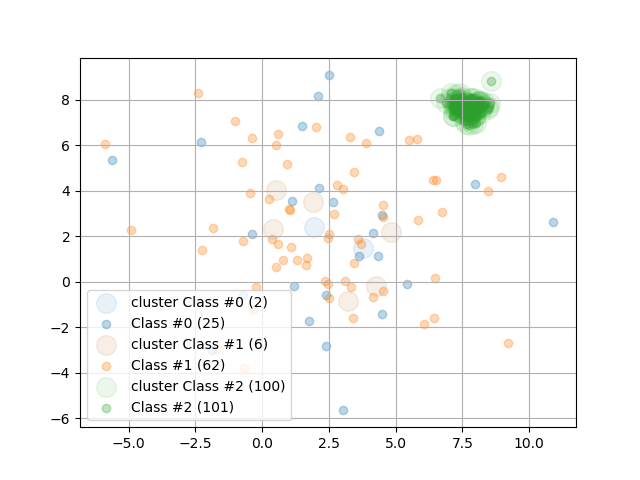 8
6
4
2
0
−2
−4
−6
−5.0
−2.5
0.0
2.5
5.0
7.5
10.0
cluster Class #0 (2)
Class #0 (25)
cluster Class #1 (6)
Class #1 (62)
cluster Class #2 (100)
Class #2 (101)